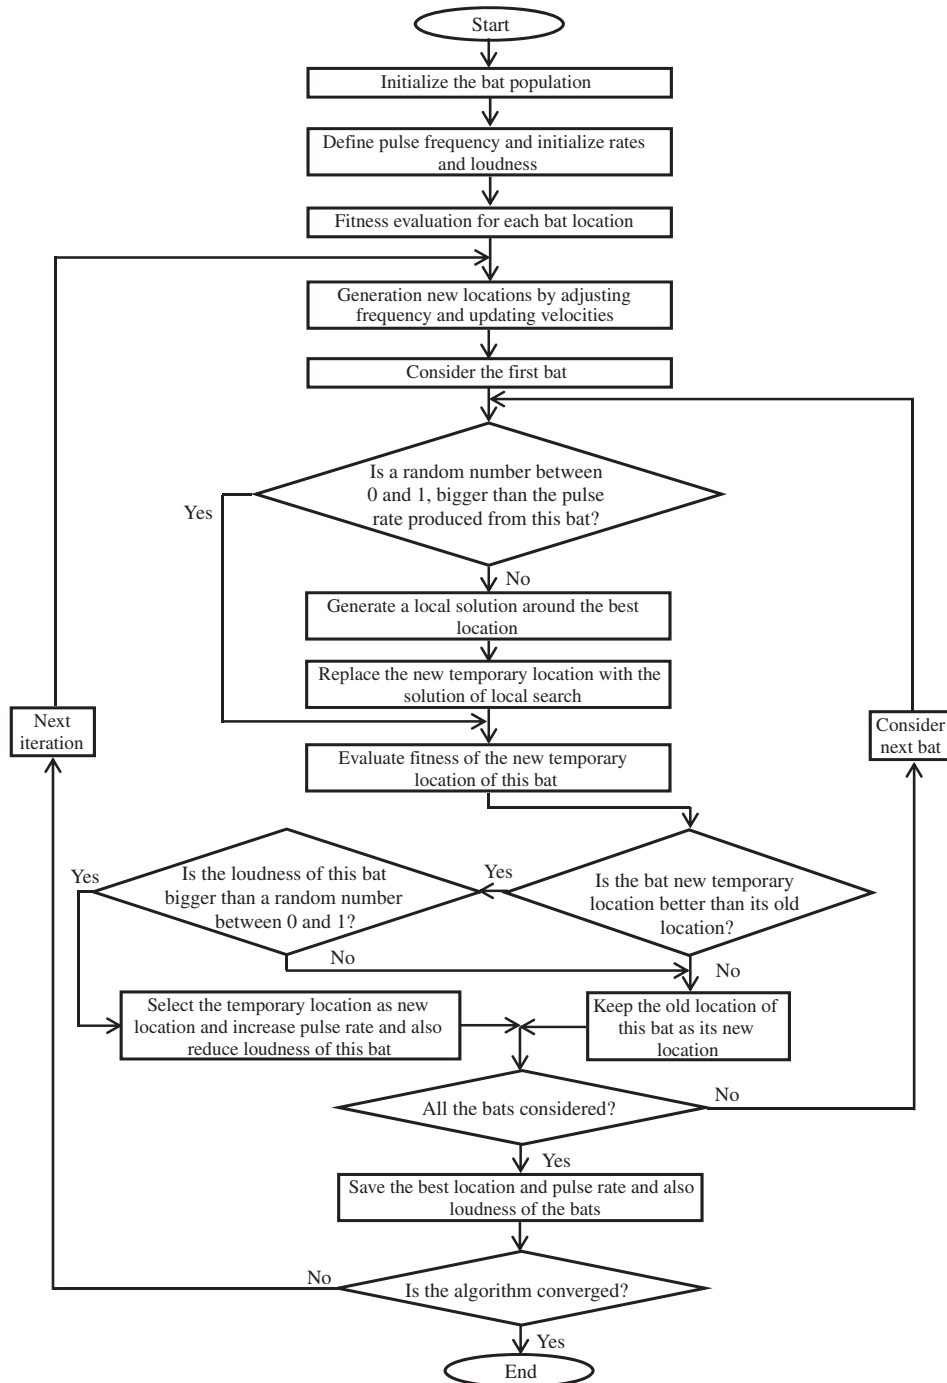 Start
Initialize the bat population
Define pulse frequency and initialize rates
and loudness
Fitness evaluation for each bat location
Generation new locations by adjusting
frequency and updating velocities
Consider the first bat
Is a random number between
0 and 1, bigger than the pulse
rate produced from this bat?
Yes
No
Generate a local solution around the best
location
Replace the new temporary location with the
solution of local search
Next
iteration
Consider
next bat
Evaluate fitness of the new temporary
location of this bat
Yes
Is the loudness of this bat
bigger than a random number
between 0 and 1?
Yes
Is the bat new temporary
location better than its old
location?
No
No
Select the temporary location as new
location and increase pulse rate and also
reduce loudness of this bat
Keep the old location of
this bat as its new
location
All the bats considered?
No
Yes
Save the best location and pulse rate and also
loudness of the bats
No
Is the algorithm converged?
Yes
End